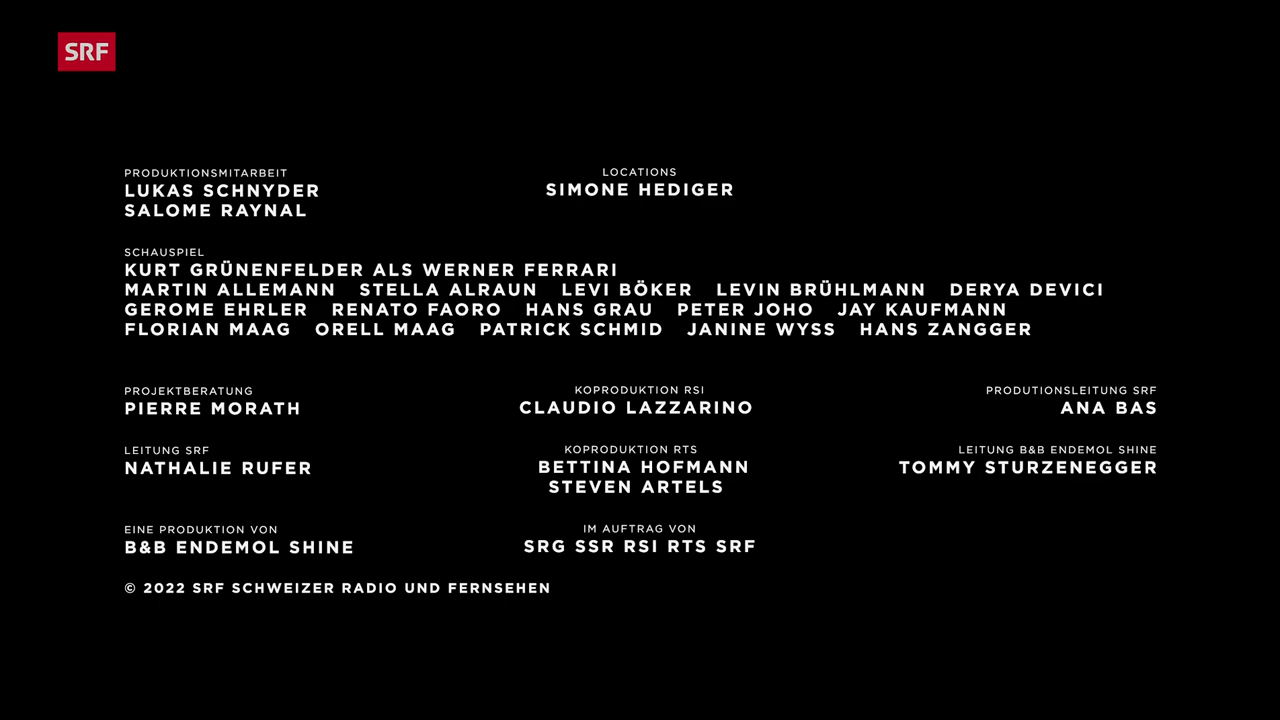 SRF
PRODUKTIONSMITARBEIT
LUKAS SCHNYDER
SALOME RAYNAL
LOCATIONS
SIMONE HEDIGER
SCHAUSPIEL
KURT GRÜNENFELDER ALS WERNER FERRARI
MARTIN ALLEMANN STELLA ALRAUN LEVI BÖKER LEVIN BRÜHLMANN DERYA DEVICI
GEROME EHRLER RENATO FAORO HANS GRAU PETER JOHO JAY KAUFMANN
FLORIAN MAAG ORELL MAAG PATRICK SCHMID JANINE WYSS HANS ZANGGER
PROJEKTBERATUNG
PIERRE MORATH
KOPRODUKTION RSI
CLAUDIO LAZZARINO
PRODUTIONSLEITUNG SRF
ANA BAS
LEITUNG SRF
NATHALIE RUFER
KOPRODUKTION RTS
BETTINA HOFMANN
STEVEN ARTELS
LEITUNG B&B ENDEMOL SHINE
TOMMY STURZENEGGER
EINE PRODUKTION VON
B&B ENDEMOL SHINE
IM AUFTRAG VON
SRG SSR RSI RTS SRF
© 2022 SRF SCHWEIZER RADIO UND FERNSEHEN